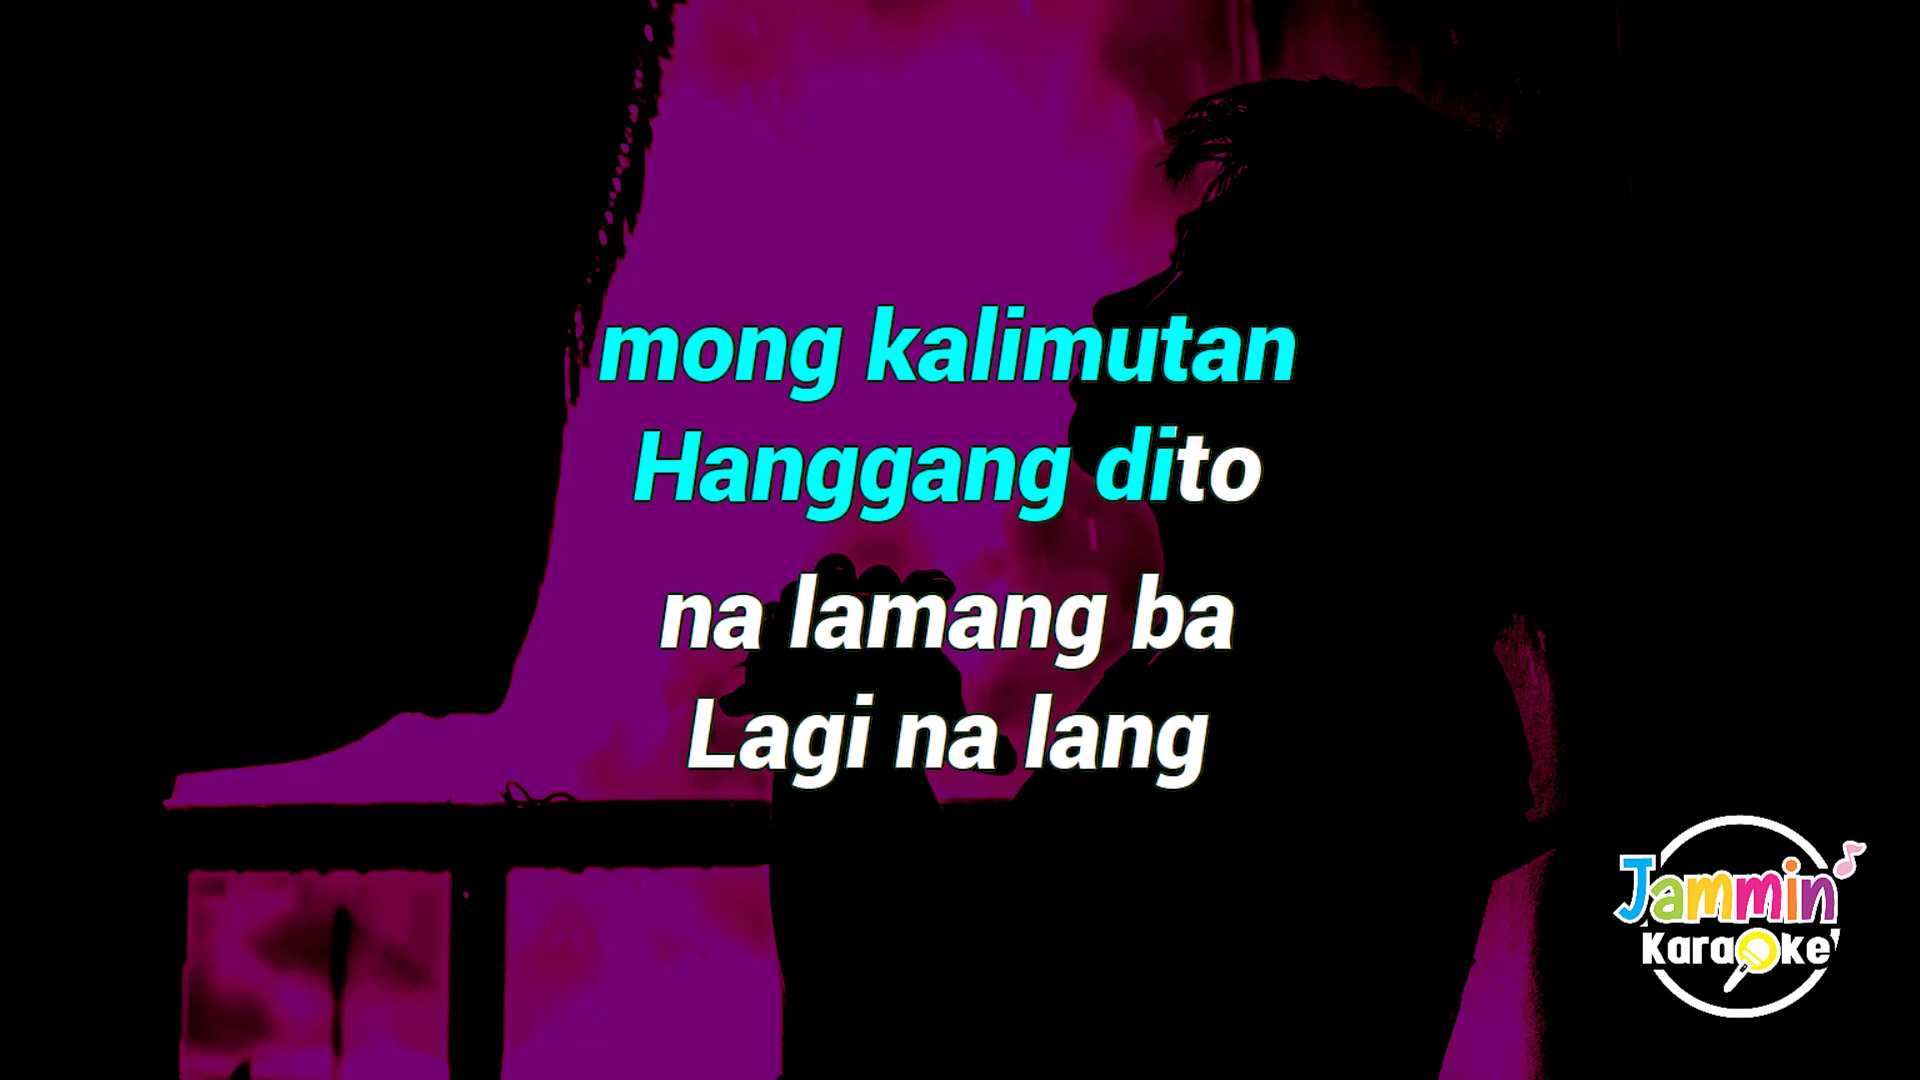 mong kalimutan
Hanggang dito
na lamang ba
Lagi na lang
Jammin'
Karaoke